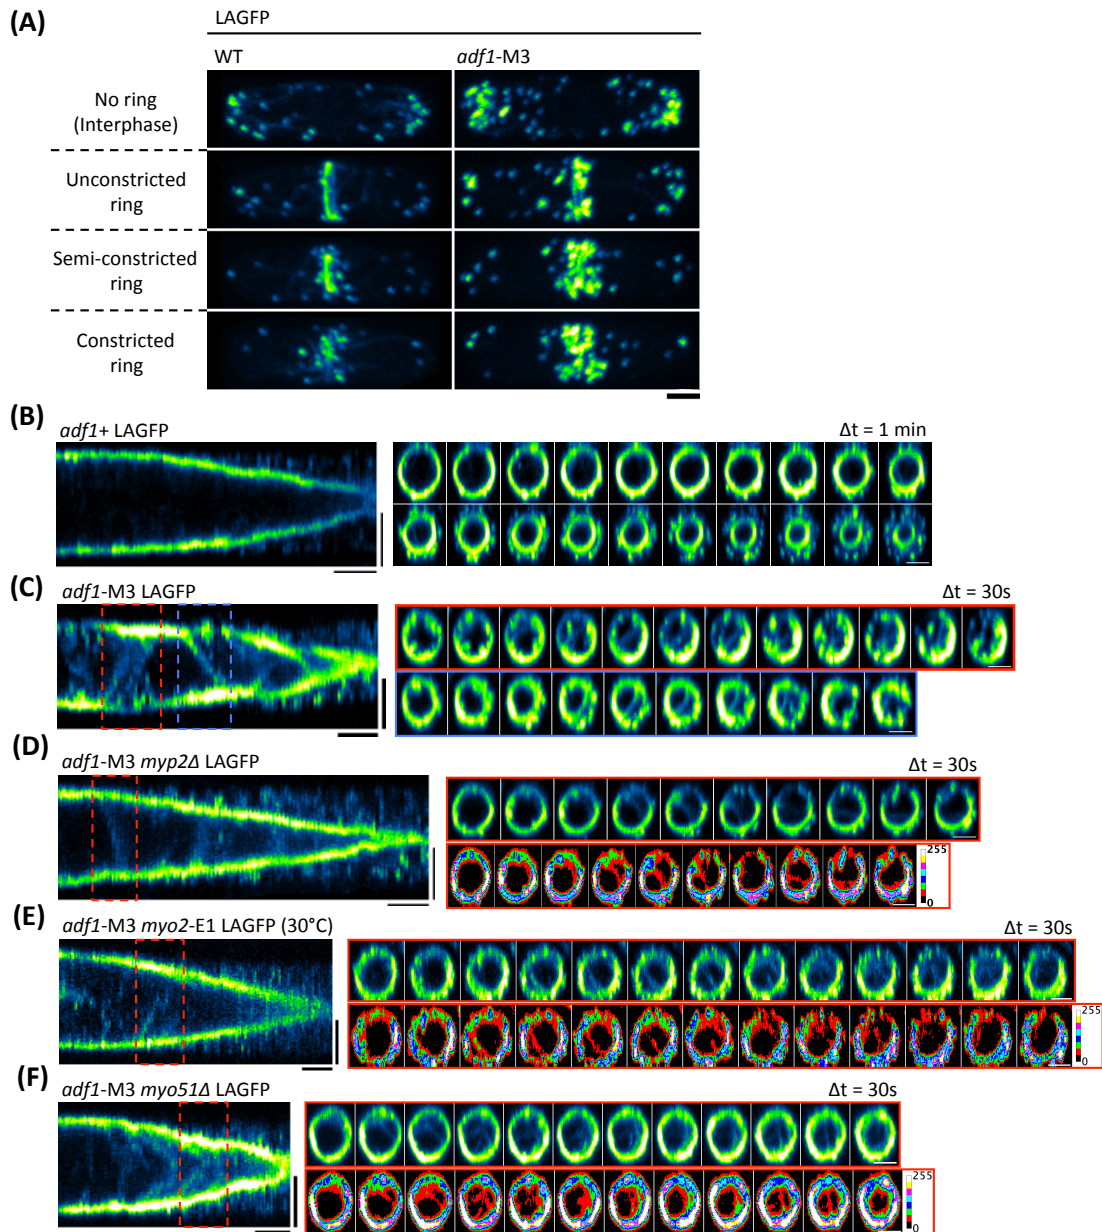 (A)
LAGFP
WT
adf1-M3
No ring
(Interphase)
Unconstricted
ring
Semi-constricted
ring
Constricted
ring
(B)
adf1+ LAGFP
Δt = 1 min
(C)
adf1-M3 LAGFP
Δt = 30s
(D)
adf1-M3 myp2Δ LAGFP
Δt = 30s
255
0
(E)
adf1-M3 myo2-E1 LAGFP (30°C)
Δt = 30s
255
0
(F)
adf1-M3 myo51Δ LAGFP
Δt = 30s
255
0